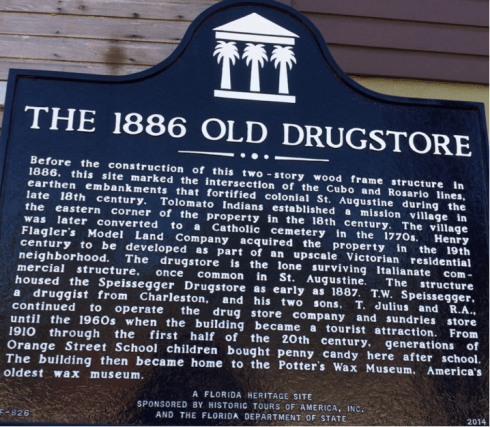 THE 1886 OLD DRUGSTORE
Before the construction of this two-story wood frame structure in
1886, this site marked the intersection of the Cubo and Rosario lines,
earthen embankments that fortified colonial St. Augustine during the
late 18th century. Tolomato Indians established a mission village in
the eastern corner of the property in the 18th century. The village
was later converted to a Catholic cemetery in the 1770s. Henry
Flagler's Model Land Company acquired the property in the 19th
century to be developed as part of an upscale Victorian residential
neighborhood. The drugstore is the lone surviving Italianate com-
mercial structure, once common in St. Augustine. The structure
housed the Speissegger Drugstore as early as 1887. T.W. Speissegger,
a druggist from Charleston, and his two sons, T. Julius and R.A.,
continued to operate the drug store company and sundries store
until the 1960s when the building became a tourist attraction. From
1910 through the first half of the 20th century, generations of
Orange Street School children bought penny candy here after school.
The building then became home to the Potter's Wax Museum, America's
oldest wax museum.
A FLORIDA HERITAGE SITE
SPONSORED BY HISTORIC TOURS OF AMERICA, INC.
AND THE FLORIDA DEPARTMENT OF STATE
F-826
2014